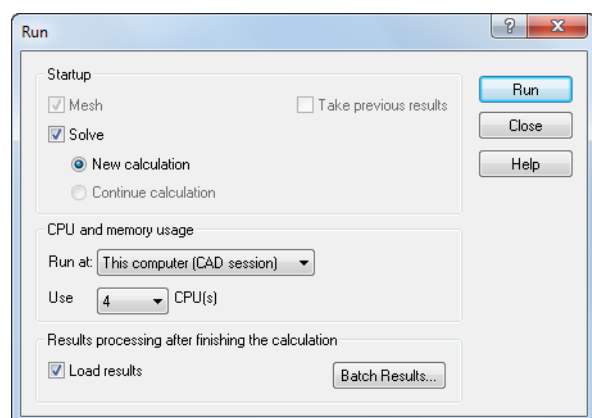 Run
Startup
Mesh
Take previous results
Solve
New calculation
Continue calculation
Run
Close
Help
CPU and memory usage
Run at: This computer (CAD session)
Use 4 CPU(s)
Results processing after finishing the calculation
Load results
Batch Results...